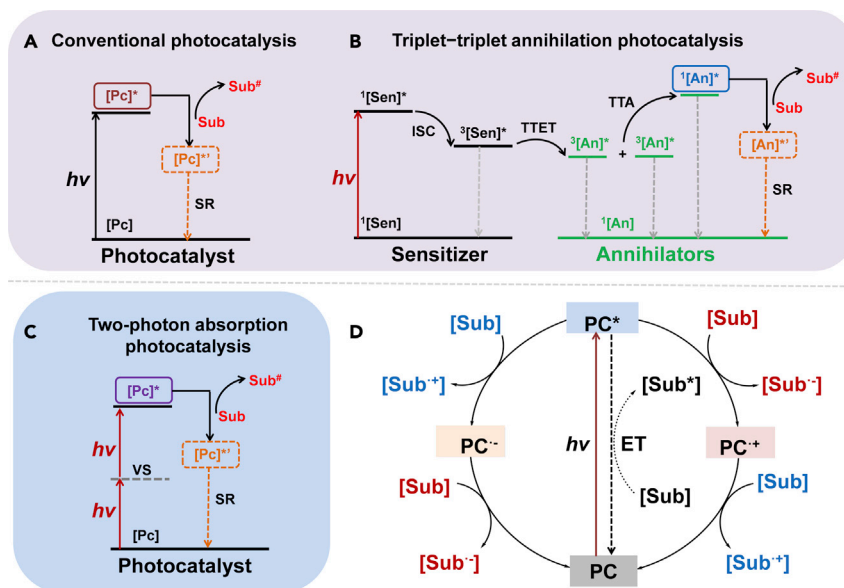 A Conventional photocatalysis
[Pc]*
Sub#
Sub
[Pc]*'
hv
SR
[Pc]
Photocatalyst
B Triplet−triplet annihilation photocatalysis
1[Sen]*
ISC
3[Sen]*
TTET
3[An]*
+
3[An]*
TTA
1[An]*
Sub#
Sub
[An]*'
hv
SR
1[Sen]
1[An]
Sensitizer
Annihilators
C Two-photon absorption
photocatalysis
[Pc]*
Sub#
Sub
[Pc]*'
hv
VS
hv
SR
[Pc]
Photocatalyst
D
PC*
[Sub]
[Sub·+]
[Sub]
[Sub·-]
[Sub*]
PC·-
hv
ET
PC·+
[Sub]
[Sub·-]
[Sub]
[Sub]
[Sub·+]
PC